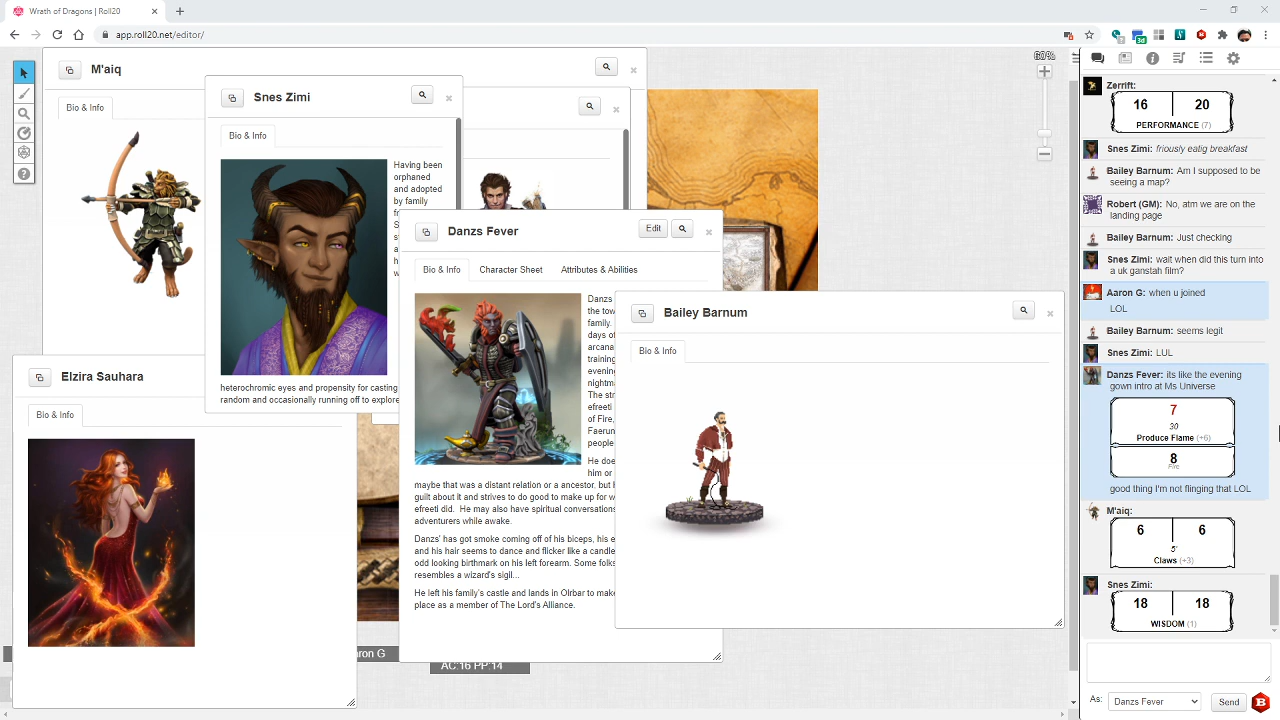 Wrath of Dragons | Roll20
app.roll20.net/editor/
M'aiq
Bio & Info
Snes Zimi
Bio & Info
Having been
orphaned
and adopted
by family
heterochromic eyes and propensity for casting
random and occasionally running off to explore
Danzs Fever
Edit
Bio & Info
Character Sheet
Attributes & Abilities
Danzs
the tow
family.
days of
arcana
training
evening
nightm
The str
efreeti
of Fire,
Faerun
people
He doe
him or
maybe that was a distant relation or a ancestor, but h
guilt about it and strives to do good to make up for w
efreeti did. He may also have spiritual conversations
adventurers while awake.
Danzs' has got smoke coming off of his biceps, his e
and his hair seems to dance and flicker like a candle
odd looking birthmark on his left forearm. Some folks
resembles a wizard's sigil...
He left his family's castle and lands in Olrbar to make
place as a member of The Lord's Alliance.
Bailey Barnum
Bio & Info
Elzira Sauhara
Bio & Info
ron G
AC:16 PP:14
60%
Zerrift:
16 20
PERFORMANCE (7)
Snes Zimi: friously eatig breakfast
Bailey Barnum: Am I supposed to be
seeing a map?
Robert (GM): No, atm we are on the
landing page
Bailey Barnum: Just checking
Snes Zimi: wait when did this turn into
a uk ganstah film?
Aaron G: when u joined
LOL
Bailey Barnum: seems legit
Snes Zimi: LUL
Danzs Fever: its like the evening
gown intro at Ms Universe
7
30
Produce Flame (+6)
8
Fire
good thing I'm not flinging that LOL
M'aiq:
6 6
5'
Claws (+3)
Snes Zimi:
18 18
WISDOM (1)
As:
Danzs Fever
Send